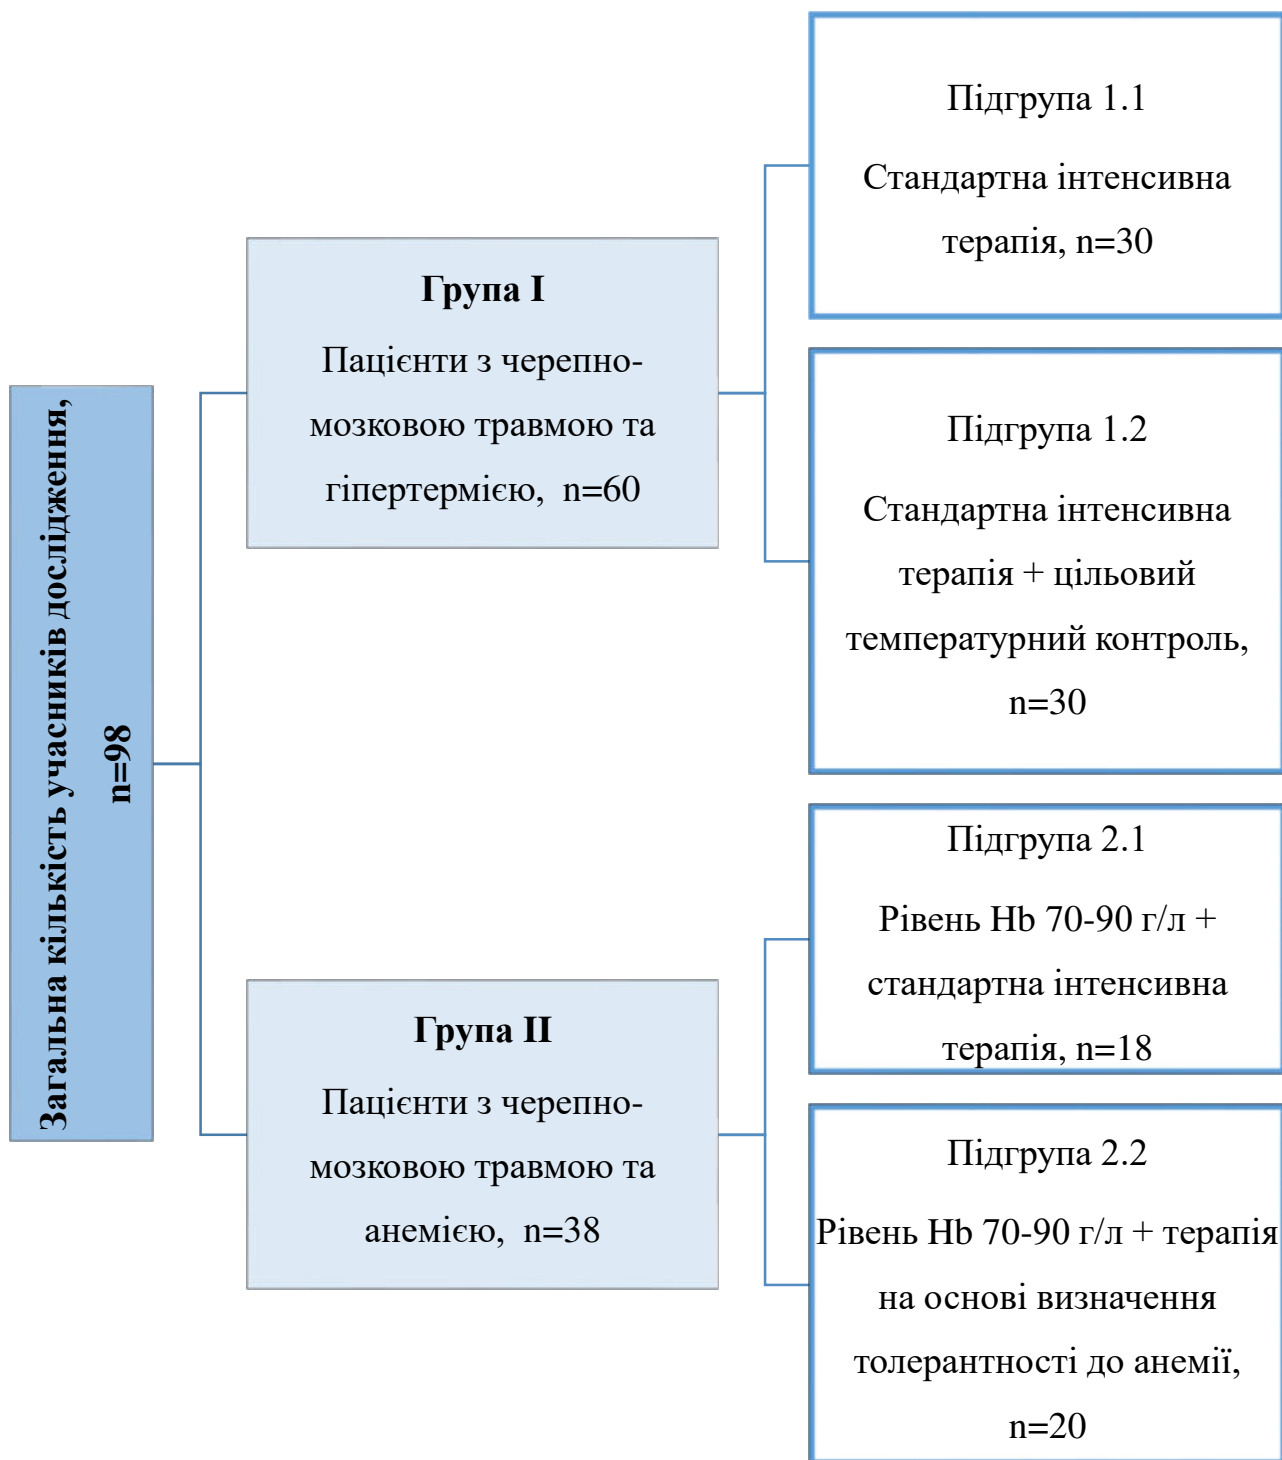 Загальна кількість учасників дослідження,
n=98
Група I
Пацієнти з черепно-
мозковою травмою та
гіпертермією, n=60
Підгрупа 1.1
Стандартна інтенсивна
терапія, n=30
Підгрупа 1.2
Стандартна інтенсивна
терапія + цільовий
температурний контроль,
n=30
Група II
Пацієнти з черепно-
мозковою травмою та
анемією, n=38
Підгрупа 2.1
Рівень Hb 70-90 г/л +
стандартна інтенсивна
терапія, n=18
Підгрупа 2.2
Рівень Hb 70-90 г/л + терапія
на основі визначення
толерантності до анемії,
n=20